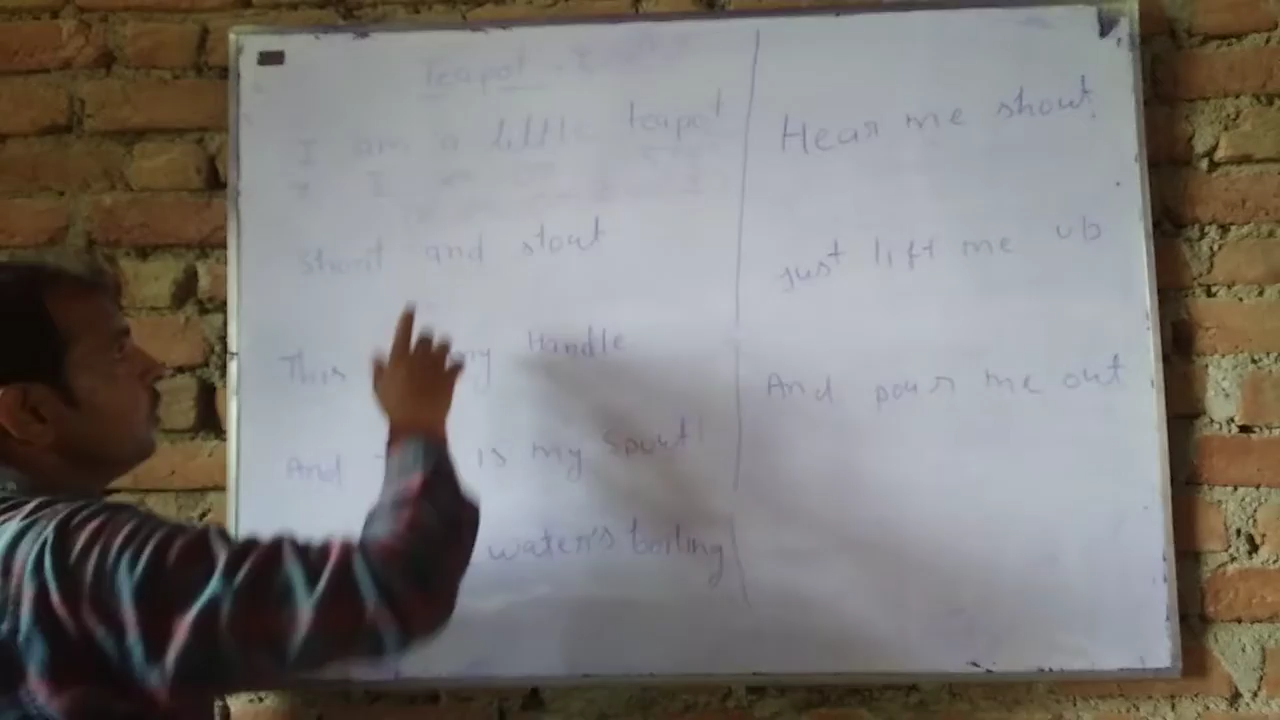 Teapot
I am a little teapot
short and stout
This my Handle
And is my Spout!
water's boiling
Hear me shout!
just lift me up
And pour me out